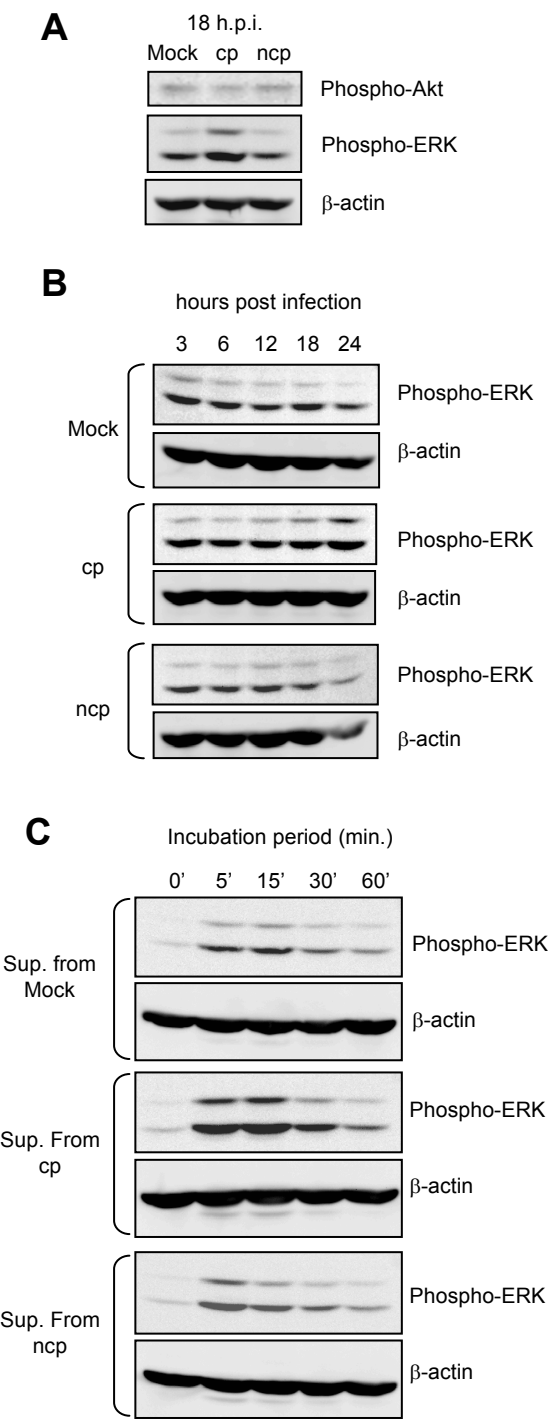 A
18 h.p.i.
Mock cp ncp
Phospho-Akt
Phospho-ERK
β-actin
B
hours post infection
3 6 12 18 24
Mock
Phospho-ERK
β-actin
cp
Phospho-ERK
β-actin
ncp
Phospho-ERK
β-actin
C
Incubation period (min.)
0’ 5’ 15’ 30’ 60’
Sup. from
Mock
Phospho-ERK
β-actin
Sup. From
cp
Phospho-ERK
β-actin
Sup. From
ncp
Phospho-ERK
β-actin